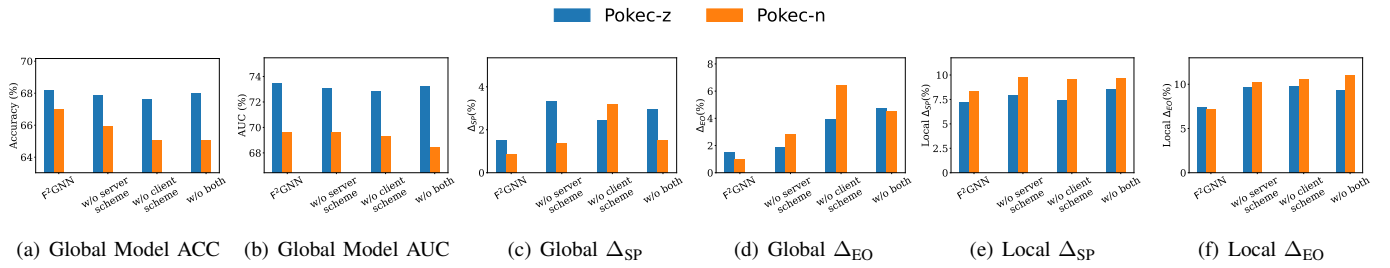 Pokec-z Pokec-n
Accuracy (%)
70
68
66
64
F²GNN
w/o server scheme
w/o client scheme
w/o both
(a) Global Model ACC
AUC (%)
74
72
70
68
F²GNN
w/o server scheme
w/o client scheme
w/o both
(b) Global Model AUC
Δ_SP(%)
4
2
0
F²GNN
w/o server scheme
w/o client scheme
w/o both
(c) Global Δ_SP
Δ_EO(%)
8
6
4
2
0
F²GNN
w/o server scheme
w/o client scheme
w/o both
(d) Global Δ_EO
Local Δ_SP(%)
10
7.5
5
2.5
0
F²GNN
w/o server scheme
w/o client scheme
w/o both
(e) Local Δ_SP
Local Δ_EO(%)
10
5
0
F²GNN
w/o server scheme
w/o client scheme
w/o both
(f) Local Δ_EO